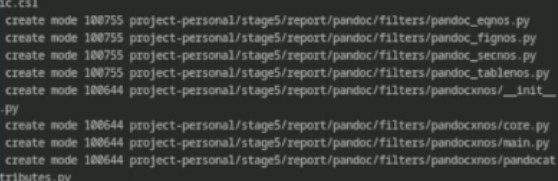 ic.csl
create mode 100755 project-personal/stage5/report/pandoc/filters/pandoc_eqnos.py
create mode 100755 project-personal/stage5/report/pandoc/filters/pandoc_fignos.py
create mode 100755 project-personal/stage5/report/pandoc/filters/pandoc_secnos.py
create mode 100755 project-personal/stage5/report/pandoc/filters/pandoc_tablenos.py
create mode 100644 project-personal/stage5/report/pandoc/filters/pandocxnos/__init__
.py
create mode 100644 project-personal/stage5/report/pandoc/filters/pandocxnos/core.py
create mode 100644 project-personal/stage5/report/pandoc/filters/pandocxnos/main.py
create mode 100644 project-personal/stage5/report/pandoc/filters/pandocxnos/pandocat
tributes.py